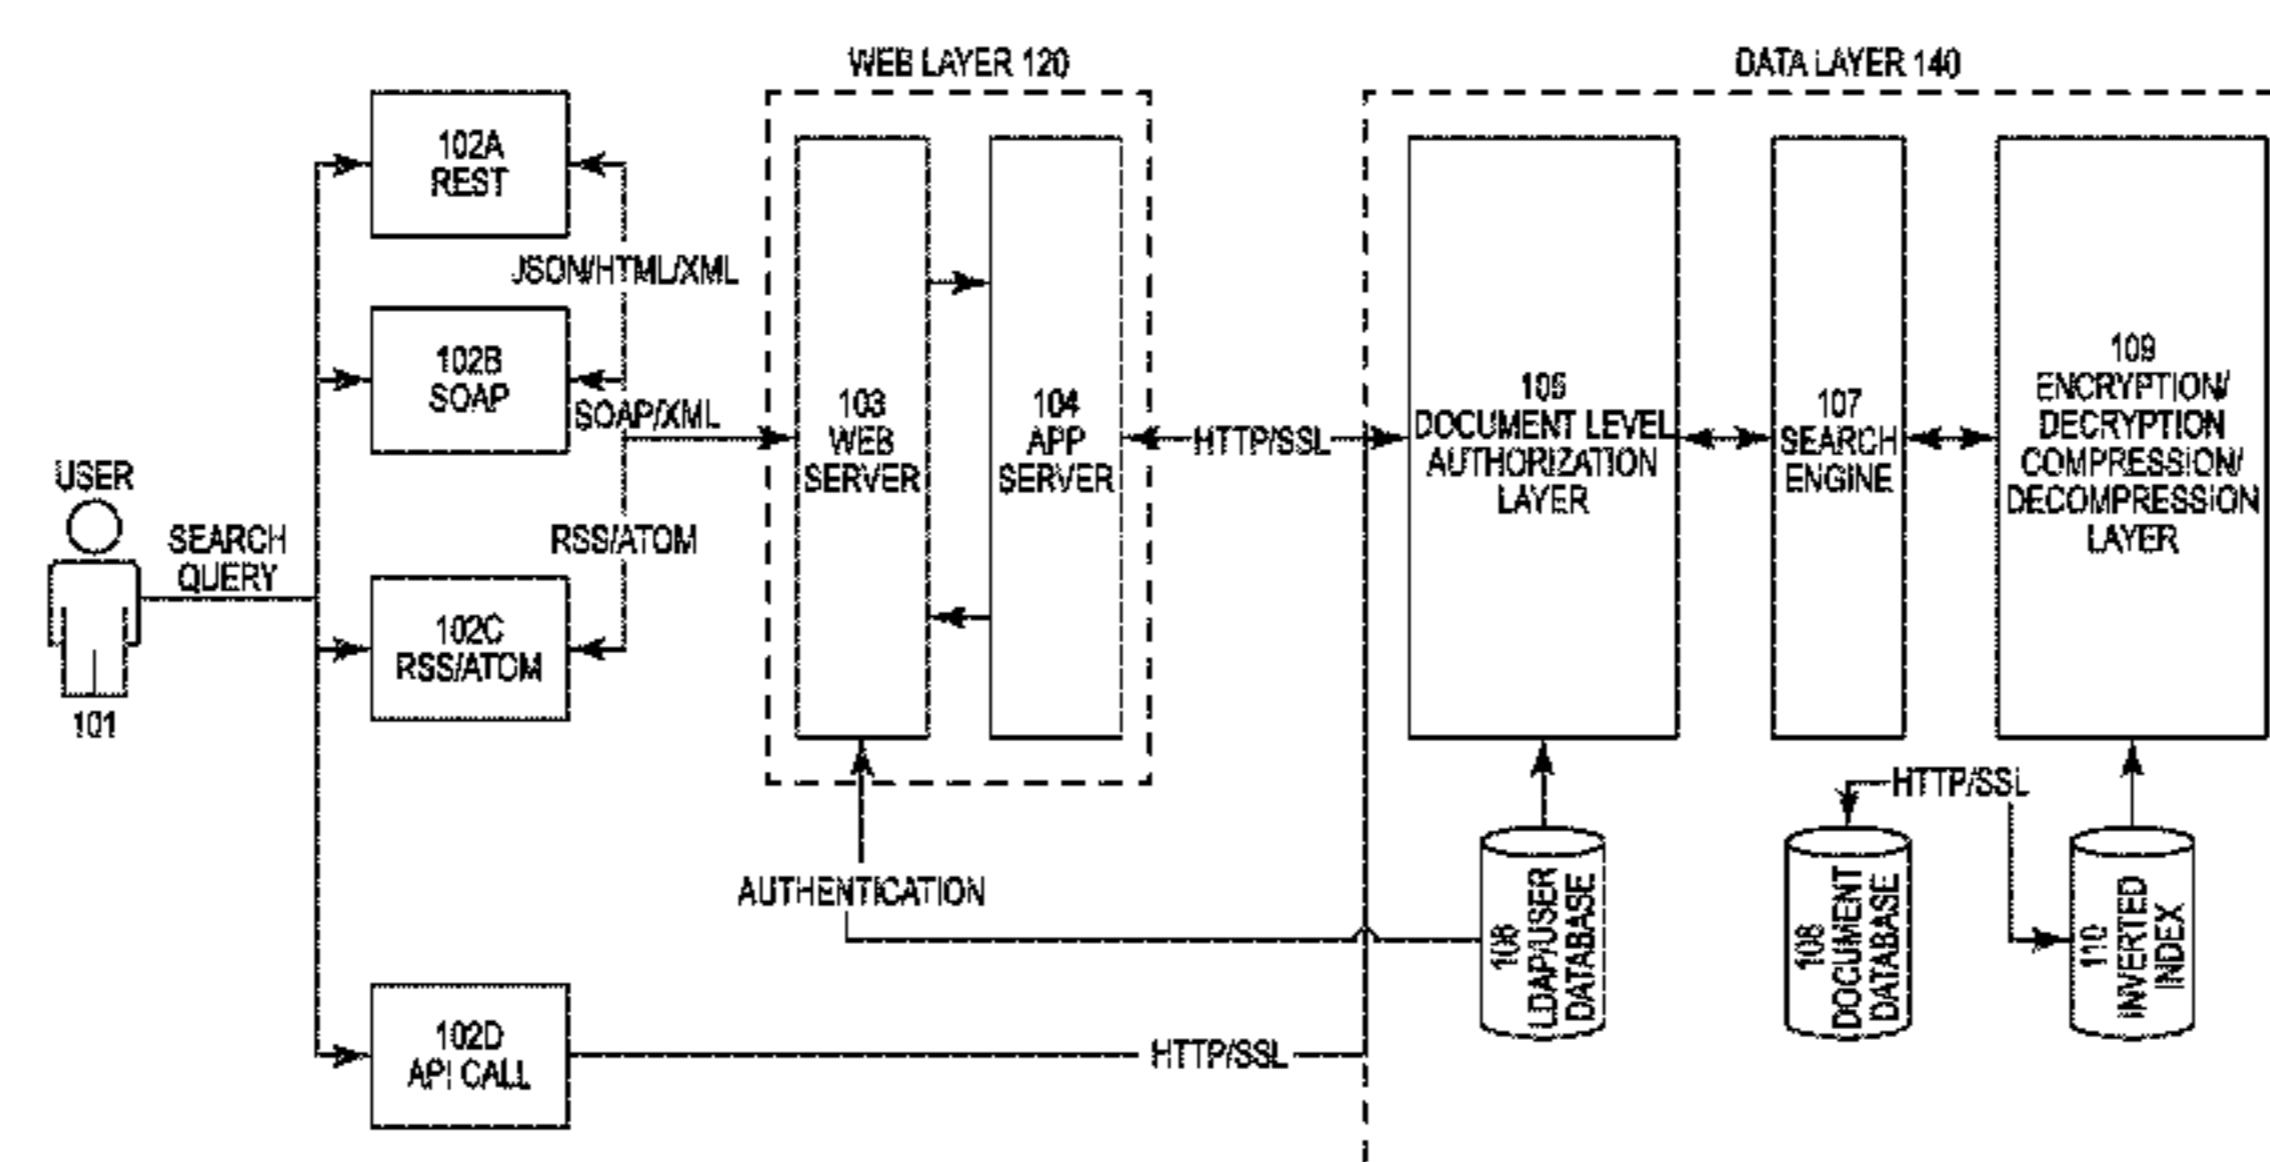 WEB LAYER 120
DATA LAYER 140
102A
REST
JSON/HTML/XML
102B
SOAP
SOAP/XML
USER
SEARCH
QUERY
RSS/ATOM
102C
RSS/ATOM
101
102D
API CALL
103
WEB
SERVER
104
APP
SERVER
HTTP/SSL
AUTHENTICATION
HTTP/SSL
105
DOCUMENT LEVEL
AUTHORIZATION
LAYER
107
SEARCH
ENGINE
109
ENCRYPTION/
DECRYPTION
COMPRESSION/
DECOMPRESSION
LAYER
HTTP/SSL
106
LDAP/USER
DATABASE
108
DOCUMENT
DATABASE
110
INVERTED
INDEX